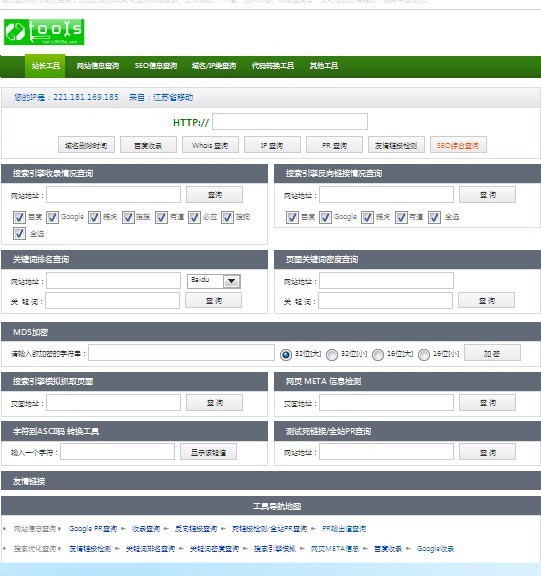 tools
站长工具 网站信息查询 SEO信息查询 域名/IP类查询 代码转换工具 其他工具
您的IP是：221.181.169.185 来自：江苏省移动
HTTP://
域名删除时间 百度收录 Whois 查询 IP 查询 PR 查询 友情链接检测 SEO综合查询
搜索引擎收录情况查询
网站地址： 查 询
百度 Google 雅虎 搜搜 有道 必应 搜狗
全选
搜索引擎反向链接情况查询
网站地址： 查 询
百度 Google 雅虎 有道 全选
关键词排名查询
网站地址： Baidu
关 键 词： 查 询
页面关键词密度查询
网站地址：
关 键 词： 查 询
MD5加密
请输入欲加密的字符串： 32位[大] 32位[小] 16位[大] 16位[小] 加 密
搜索引擎模拟抓取页面
页面地址： 查 询
网页 META 信息检测
页面地址： 查 询
字符到ASCII码 转换工具
输入一个字符： 显示该键值
测试死链接/全站PR查询
网站地址： 查 询
友情链接
工具导航地图
网站信息查询 Google PR查询 收录查询 反向链接查询 死链接检测/全站PR查询 PR输出值查询
搜索优化查询 友情链接检测 关键词排名查询 关键词密度查询 搜索引擎模拟 网页META信息 百度收录 Google收录